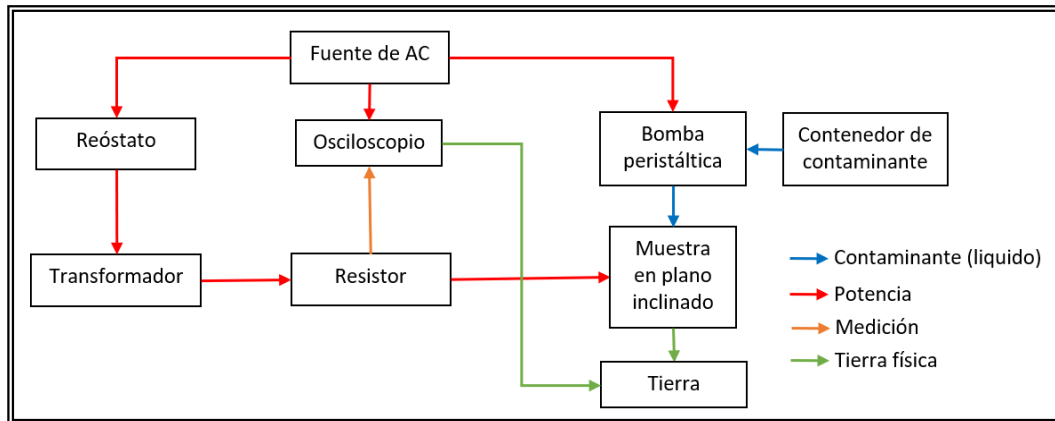 Fuente de AC
Reóstato
Osciloscopio
Bomba
peristáltica
Contenedor de
contaminante
Transformador
Resistor
Muestra
en plano
inclinado
Tierra
Contaminante (liquido)
Potencia
Medición
Tierra física